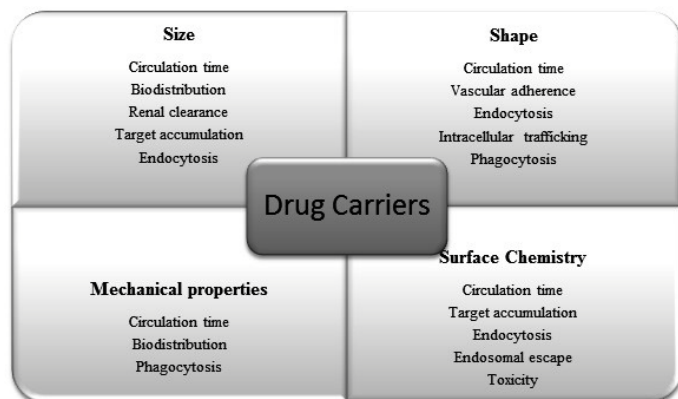 Size
Circulation time
Biodistribution
Renal clearance
Target accumulation
Endocytosis
Shape
Circulation time
Vascular adherence
Endocytosis
Intracellular trafficking
Phagocytosis
Drug Carriers
Mechanical properties
Circulation time
Biodistribution
Phagocytosis
Surface Chemistry
Circulation time
Target accumulation
Endocytosis
Endosomal escape
Toxicity